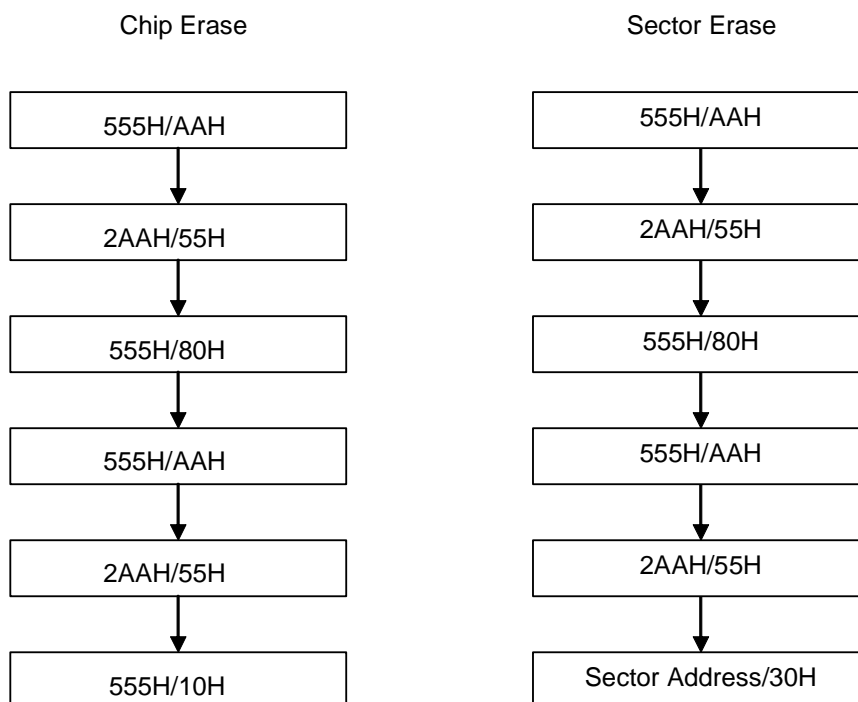 Chip Erase
555H/AAH
2AAH/55H
555H/80H
555H/AAH
2AAH/55H
555H/10H
Sector Erase
555H/AAH
2AAH/55H
555H/80H
555H/AAH
2AAH/55H
Sector Address/30H